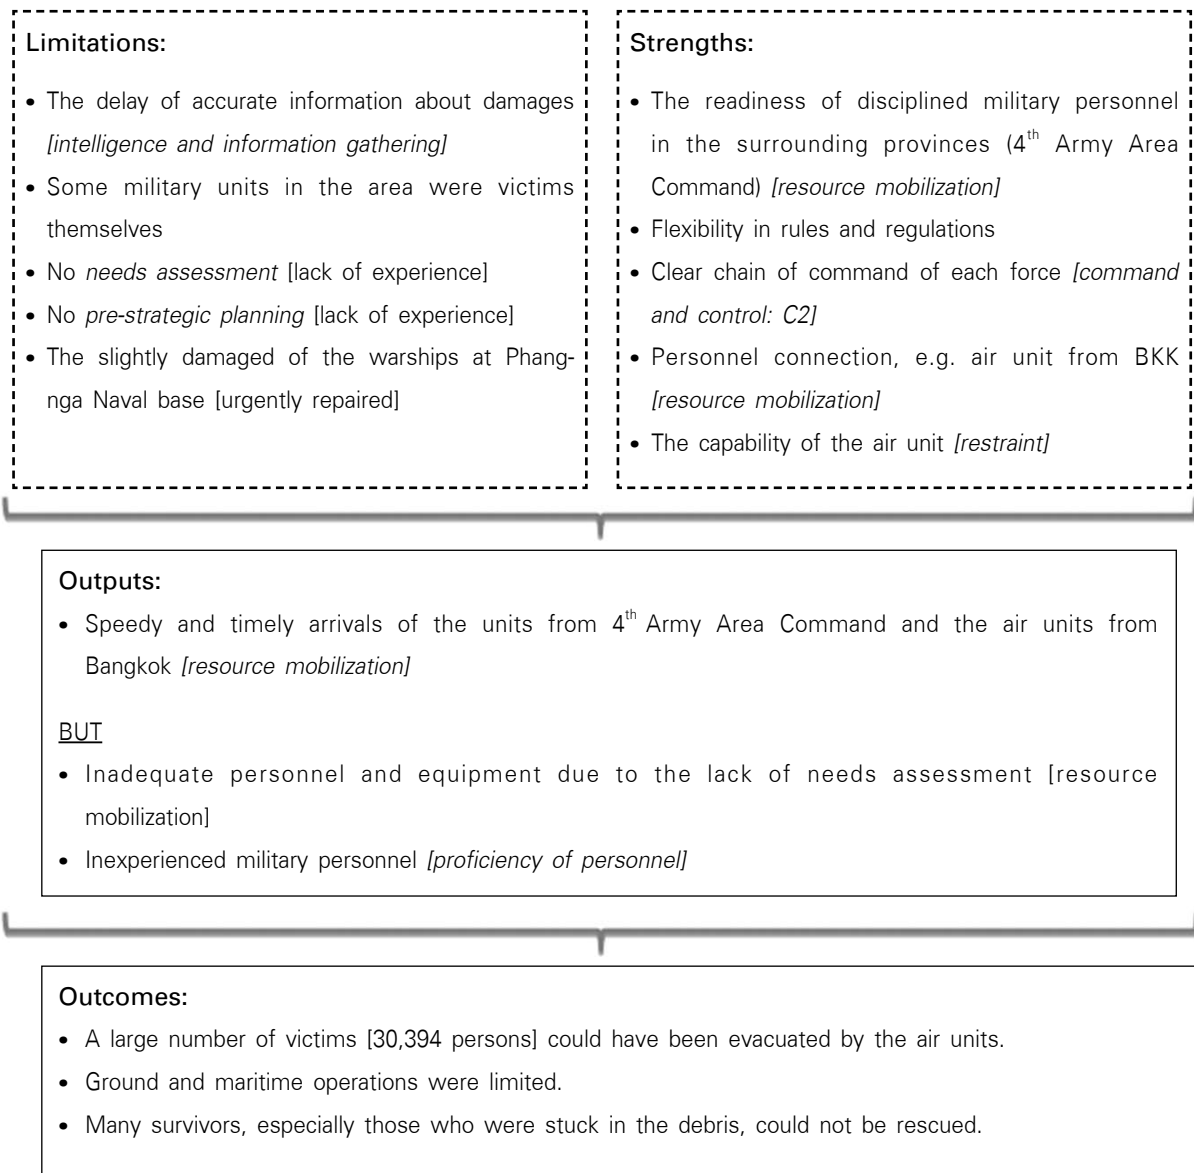 Limitations:
• The delay of accurate information about damages
[intelligence and information gathering]
• Some military units in the area were victims
themselves
• No needs assessment [lack of experience]
• No pre-strategic planning [lack of experience]
• The slightly damaged of the warships at Phang-
nga Naval base [urgently repaired]
Strengths:
• The readiness of disciplined military personnel
in the surrounding provinces (4th Army Area
Command) [resource mobilization]
• Flexibility in rules and regulations
• Clear chain of command of each force [command
and control: C2]
• Personnel connection, e.g. air unit from BKK
[resource mobilization]
• The capability of the air unit [restraint]
Outputs:
• Speedy and timely arrivals of the units from 4th Army Area Command and the air units from
Bangkok [resource mobilization]
BUT
• Inadequate personnel and equipment due to the lack of needs assessment [resource
mobilization]
• Inexperienced military personnel [proficiency of personnel]
Outcomes:
• A large number of victims [30,394 persons] could have been evacuated by the air units.
• Ground and maritime operations were limited.
• Many survivors, especially those who were stuck in the debris, could not be rescued.